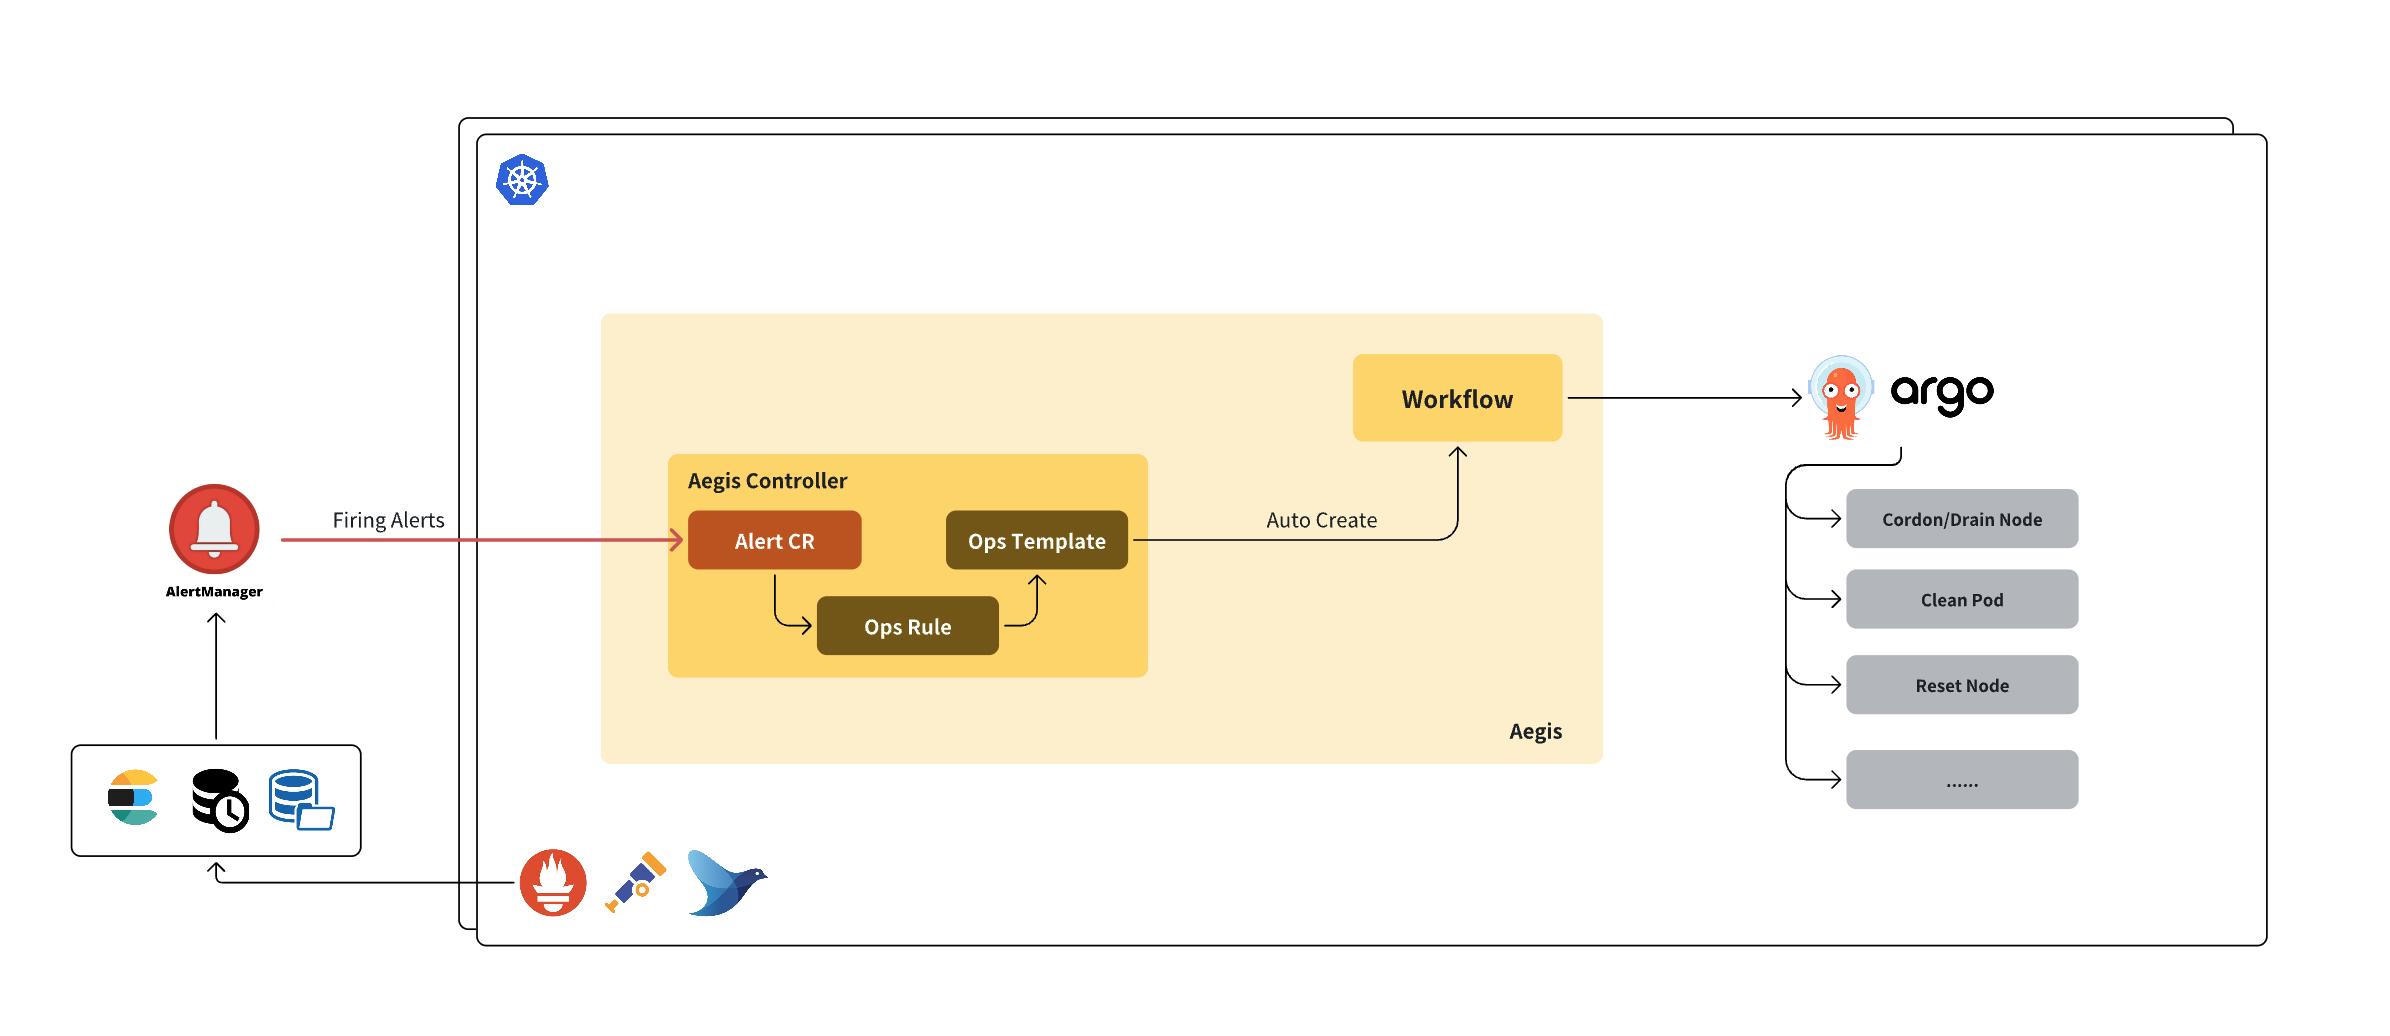 Workflow
argo
Aegis Controller
Firing Alerts
Alert CR
Ops Template
Auto Create
Ops Rule
AlertManager
Aegis
Cordon/Drain Node
Clean Pod
Reset Node
......